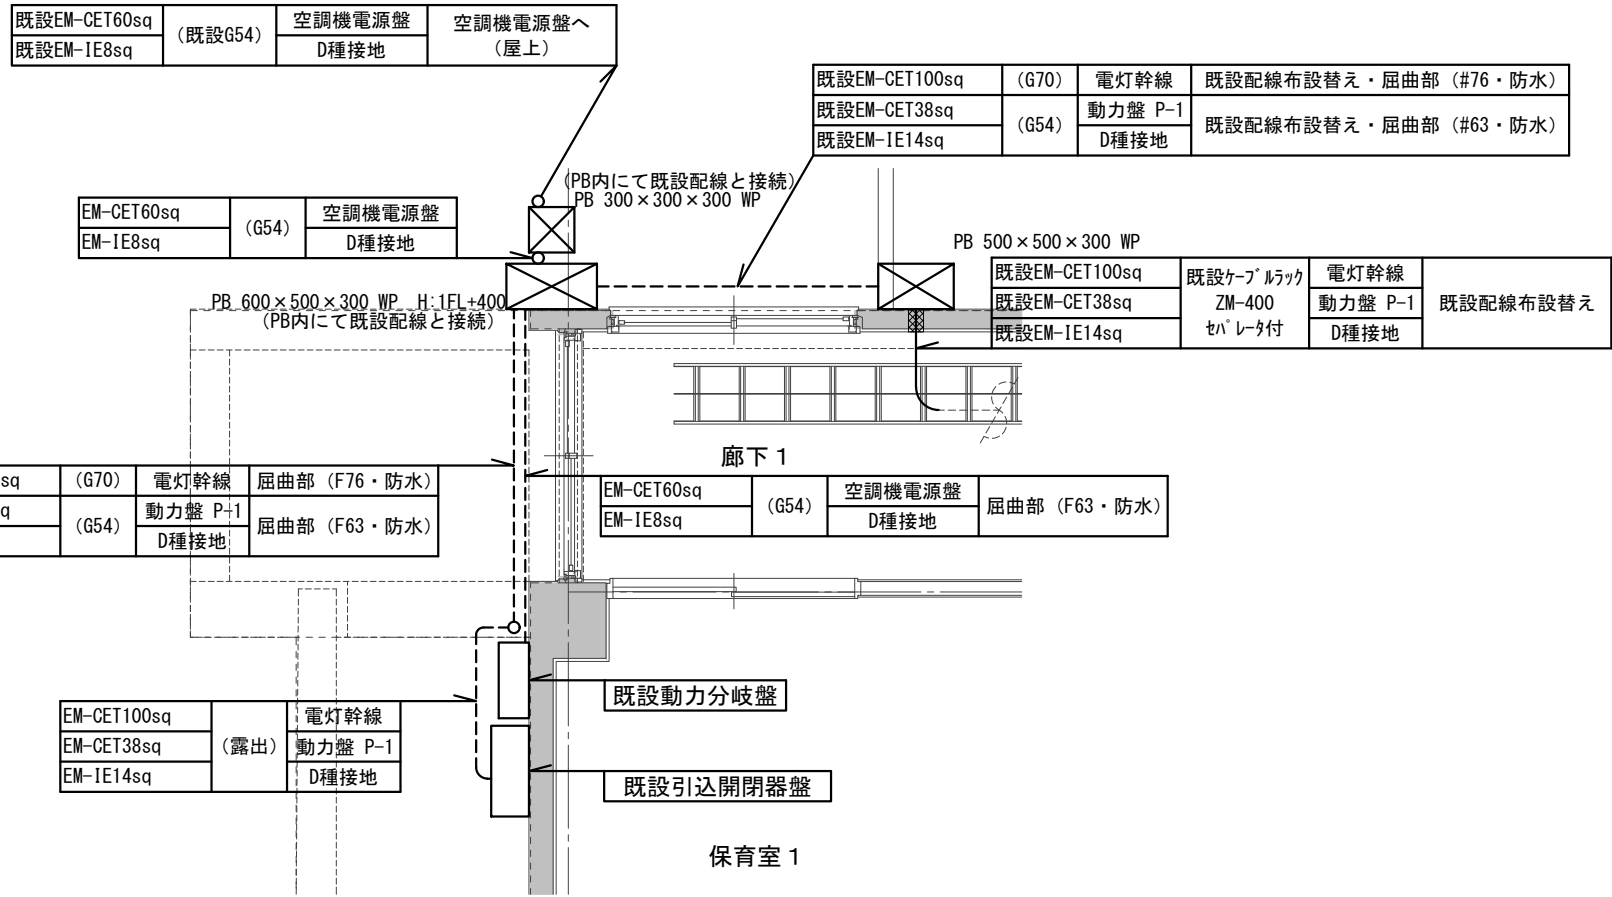 既設EM-CET60sq （既設G54） 空調機電源盤 空調機電源盤へ
（屋上）
既設EM-IE8sq D種接地
既設EM-CET100sq （G70） 電灯幹線 既設配線布設替え・屈曲部（#76・防水）
既設EM-CET38sq （G54） 動力盤 P-1 既設配線布設替え・屈曲部（#63・防水）
既設EM-IE14sq D種接地
（PB内にて既設配線と接続）
PB 300×300×300 WP
EM-CET60sq （G54） 空調機電源盤
EM-IE8sq D種接地
PB 500×500×300 WP
既設EM-CET100sq 既設ケーブルラック 電灯幹線
既設EM-CET38sq ZM-400 動力盤 P-1 既設配線布設替え
既設EM-IE14sq セパレータ付 D種接地
PB 600×500×300 WP H:1FL+400
（PB内にて既設配線と接続）
廊下1
sq （G70） 電灯幹線 屈曲部（F76・防水）
q （G54） 動力盤 P-1 屈曲部（F63・防水）
D種接地
EM-CET60sq （G54） 空調機電源盤 屈曲部（F63・防水）
EM-IE8sq D種接地
既設動力分岐盤
EM-CET100sq （露出） 電灯幹線
EM-CET38sq 動力盤 P-1
EM-IE14sq D種接地
既設引込開閉器盤
保育室1